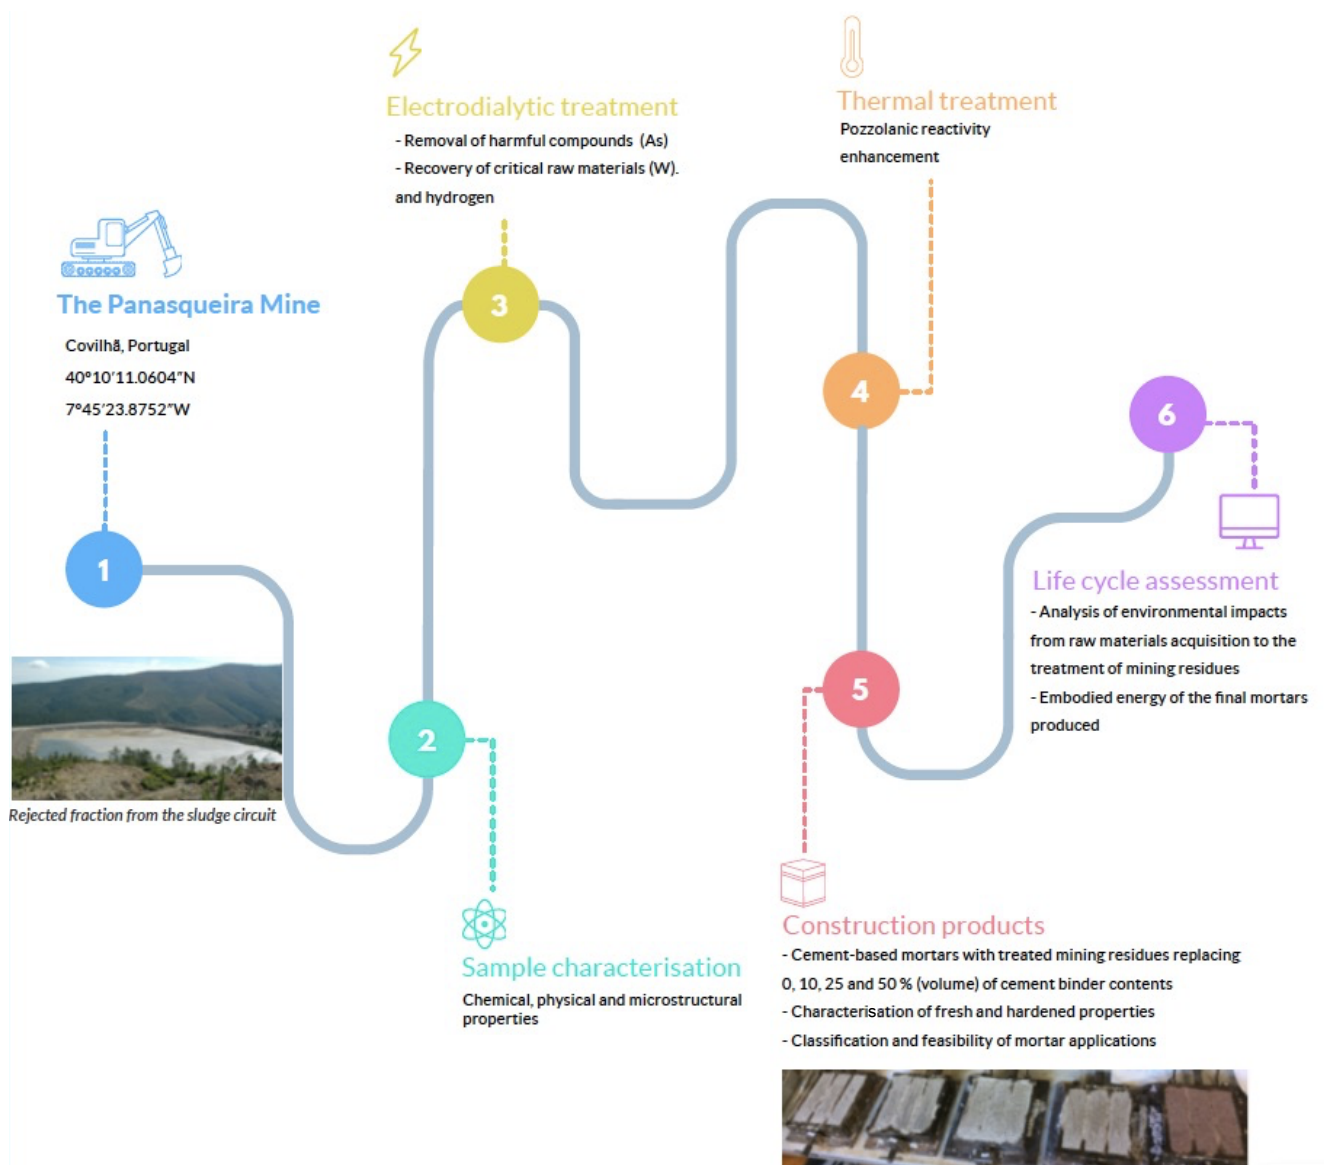 The Panasqueira Mine
Covilhã, Portugal
40º10'11.0604"N
7º45'23.8752"W
1
Rejected fraction from the sludge circuit
2
Sample characterisation
Chemical, physical and microstructural
properties
Electrodialytic treatment
- Removal of harmful compounds (As)
- Recovery of critical raw materials (W).
and hydrogen
3
Thermal treatment
Pozzolanic reactivity
enhancement
4
5
Construction products
- Cement-based mortars with treated mining residues replacing
0, 10, 25 and 50 % (volume) of cement binder contents
- Characterisation of fresh and hardened properties
- Classification and feasibility of mortar applications
6
Life cycle assessment
- Analysis of environmental impacts
from raw materials acquisition to the
treatment of mining residues
- Embodied energy of the final mortars
produced